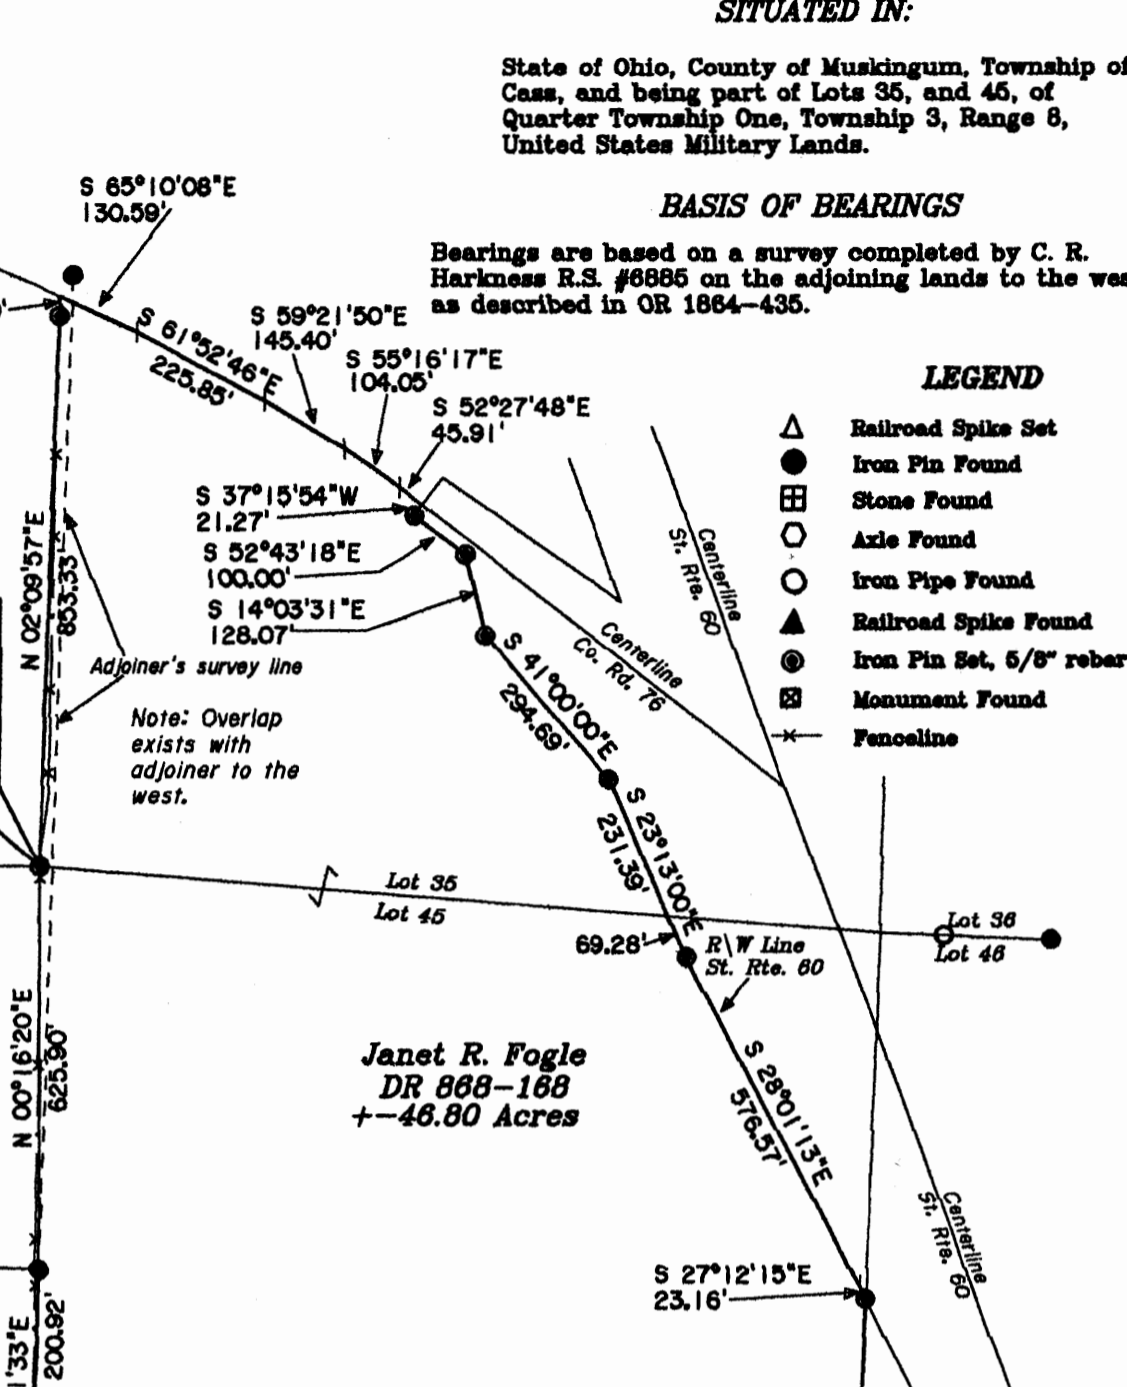 SITUATED IN:
State of Ohio, County of Muskingum, Township of
Cass, and being part of Lots 35, and 45, of
Quarter Township One, Township 3, Range 8,
United States Military Lands.
BASIS OF BEARINGS
Bearings are based on a survey completed by C. R.
Harkness R.S. #6885 on the adjoining lands to the wes
as described in OR 1864-435.
S 65°10'08"E
130.59'
S 61°52'46"E
225.85'
S 59°21'50"E
145.40'
S 55°16'17"E
104.05'
S 52°27'48"E
45.91'
S 37°15'54"W
21.27'
S 52°43'18"E
100.00'
S 14°03'31"E
128.07'
S 41°00'00"E
294.69'
S 23°13'00"E
231.39'
69.28'
R\W Line
St. Rte. 60
S 28°01'13"E
576.57'
S 27°12'15"E
23.16'
N 02°09'57"E
853.33'
Adjoiner's survey line
Note: Overlap
exists with
adjoiner to the
west.
N 00°16'20"E
625.90'
1'33"E
200.92'
Centerline
St. Rte. 60
Centerline
Co. Rd. 76
Centerline
St. Rte. 60
Lot 35
Lot 45
Lot 36
Lot 46
Janet R. Fogle
DR 868-168
+-46.80 Acres
LEGEND
Railroad Spike Set
Iron Pin Found
Stone Found
Axle Found
Iron Pipe Found
Railroad Spike Found
Iron Pin Set, 5/8" rebar
Monument Found
Fenceline